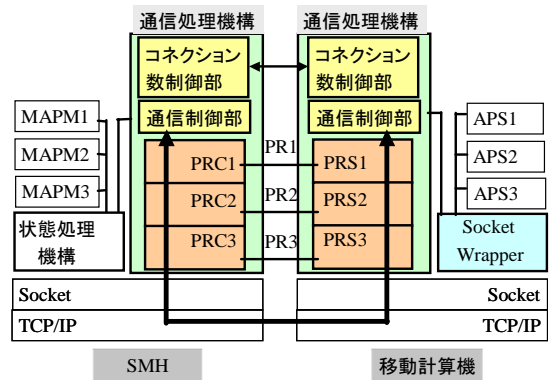 通信処理機構
通信処理機構
コネクション
数制御部
コネクション
数制御部
通信制御部
通信制御部
MAPM1
MAPM2
MAPM3
状態処理
機構
PRC1
PRC2
PRC3
PR1
PR2
PR3
PRS1
PRS2
PRS3
APS1
APS2
APS3
Socket
Wrapper
Socket
TCP/IP
Socket
TCP/IP
SMH
移動計算機